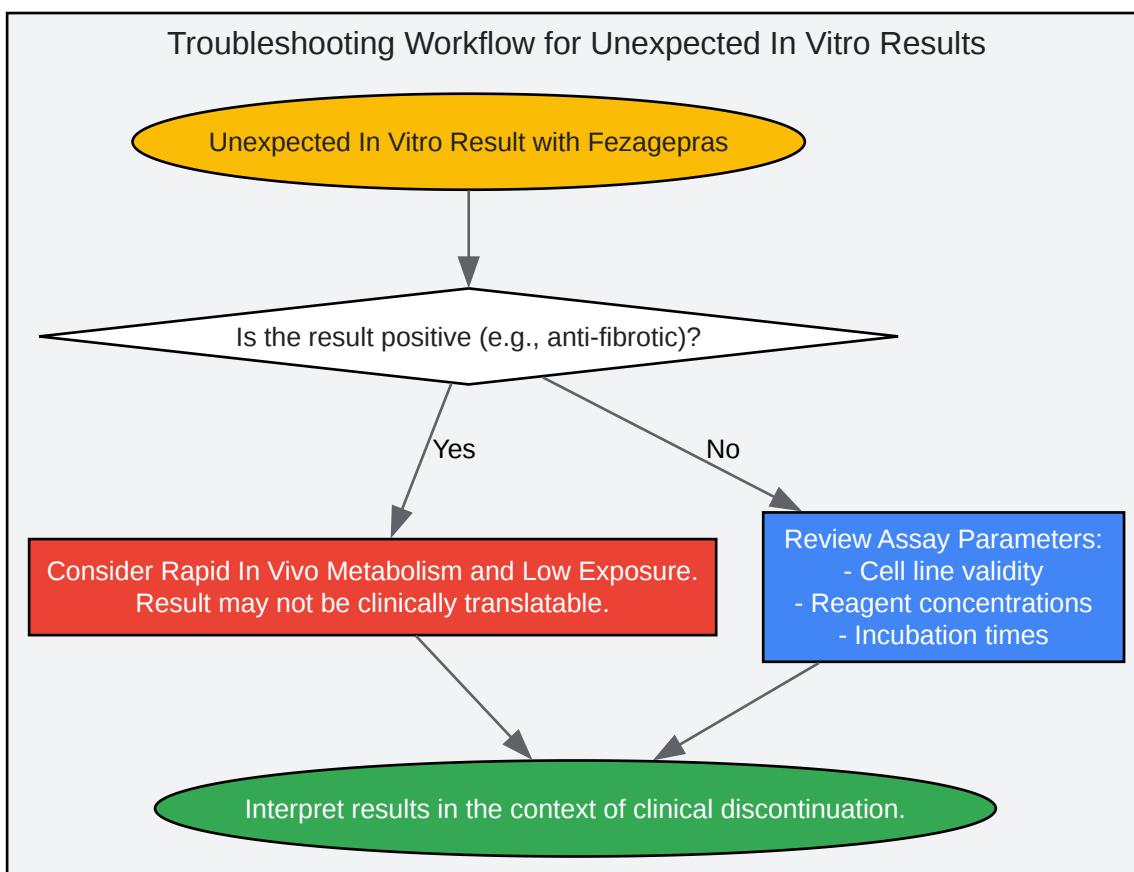 Troubleshooting Workflow for Unexpected In Vitro Results
Unexpected In Vitro Result with Fezagepras
Is the result positive (e.g., anti-fibrotic)?
Yes
No
Consider Rapid In Vivo Metabolism and Low Exposure.
Result may not be clinically translatable.
Review Assay Parameters:
- Cell line validity
- Reagent concentrations
- Incubation times
Interpret results in the context of clinical discontinuation.